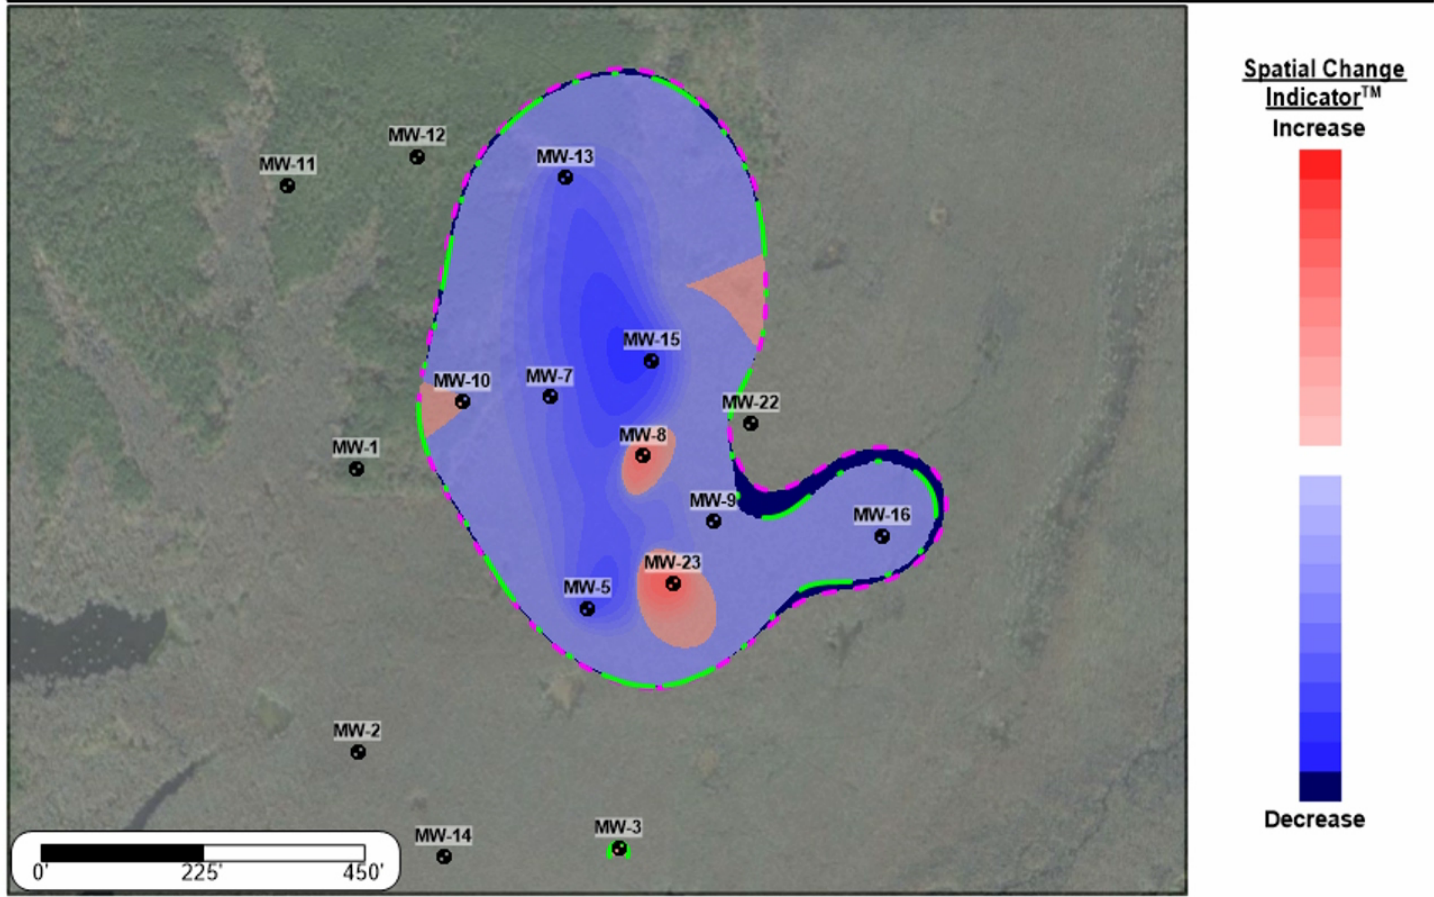 Spatial Change
Indicator™
Increase
MW-12
MW-11
MW-13
MW-15
MW-10
MW-7
MW-22
MW-8
MW-1
MW-9
MW-16
MW-23
MW-5
MW-2
MW-3
MW-14
Decrease
0' 225' 450'